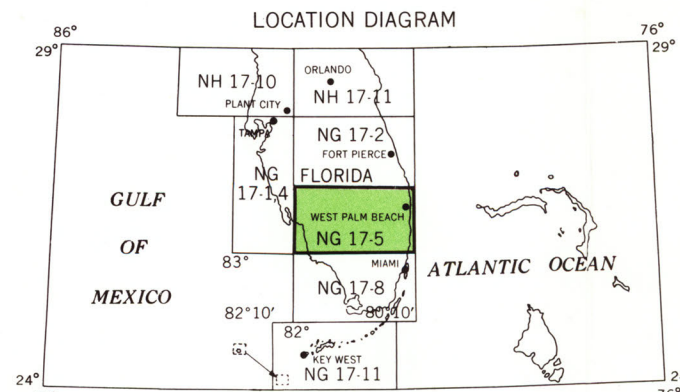 LOCATION DIAGRAM
86°
76°
29°
29°
ORLANDO
NH 17-10
NH 17-11
PLANT CITY
TAMPA
NG 17-2
FORT PIERCE
NG
17-1,4
FLORIDA
GULF
OF
MEXICO
WEST PALM BEACH
NG 17-5
83°
MIAMI
ATLANTIC OCEAN
NG 17-8
82°10'
80°10'
82°
KEY WEST
NG 17-11
24°